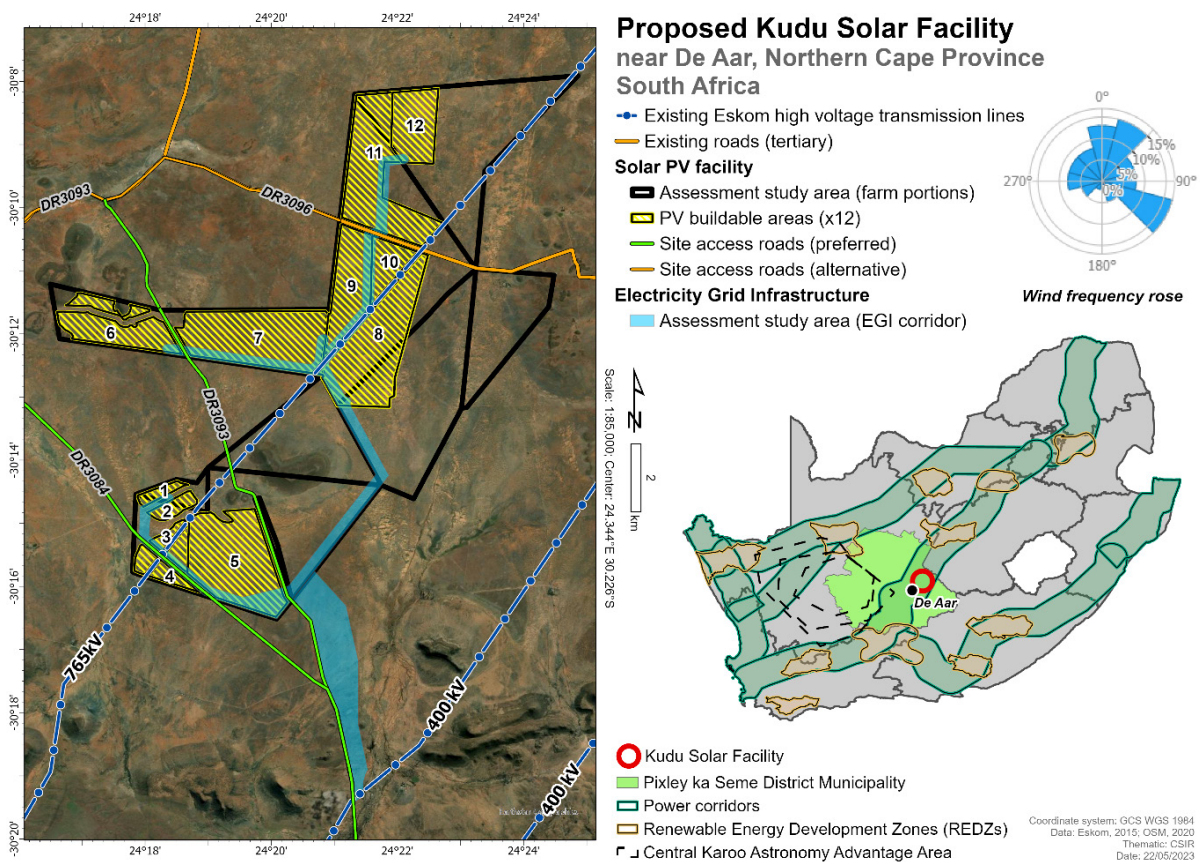 24°18' 24°20' 24°22'
-30°8'
-30°10'
-30°12'
-30°14'
-30°16'
-30°18'
-30°20'
DR3093
DR3096
12
11
10
9
8
7
6
DR3093
DR3084
1
2
3
4
5
765kV
400 kV
400 kV
24°18' 24°20' 24°22'
Proposed Kudu Solar Facility
near De Aar, Northern Cape Province
South Africa
Existing Eskom high voltage transmission lines
Existing roads (tertiary)
Solar PV facility
Assessment study area (farm portions)
PV buildable areas (x12)
Site access roads (preferred)
Site access roads (alternative)
Electricity Grid Infrastructure
Assessment study area (EGI corridor)
0°
15%
10%
5%
0%
270° 90°
180°
Wind frequency rose
Scale: 1:85,000; Center: 24.344°E 30.226°S
N
2
km
De Aar
Kudu Solar Facility
Pixley ka Seme District Municipality
Power corridors
Renewable Energy Development Zones (REDZs)
Central Karoo Astronomy Advantage Area
Coordinate system: GCS WGS 1984
Data: Eskom, 2015; OSM, 2020
Thematic: CSIR
Date: 22/05/2023